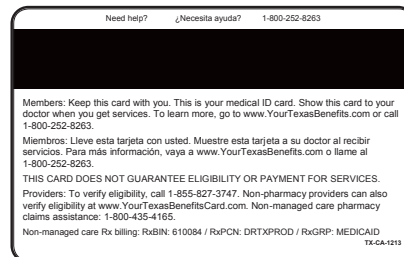 Need help? ¿Necesita ayuda? 1-800-252-8263
Members: Keep this card with you. This is your medical ID card. Show this card to your
doctor when you get services. To learn more, go to www.YourTexasBenefits.com or call
1-800-252-8263.
Miembros: Lleve esta tarjeta con usted. Muestre esta tarjeta a su doctor al recibir
servicios. Para más información, vaya a www.YourTexasBenefits.com o llame al
1-800-252-8263.
THIS CARD DOES NOT GUARANTEE ELIGIBILITY OR PAYMENT FOR SERVICES.
Providers: To verify eligibility, call 1-855-827-3747. Non-pharmacy providers can also
verify eligibility at www.YourTexasBenefitsCard.com. Non-managed care pharmacy
claims assistance: 1-800-435-4165.
Non-managed care Rx billing: RxBIN: 610084 / RxPCN: DRTXPROD / RxGRP: MEDICAID
TX-CA-1213